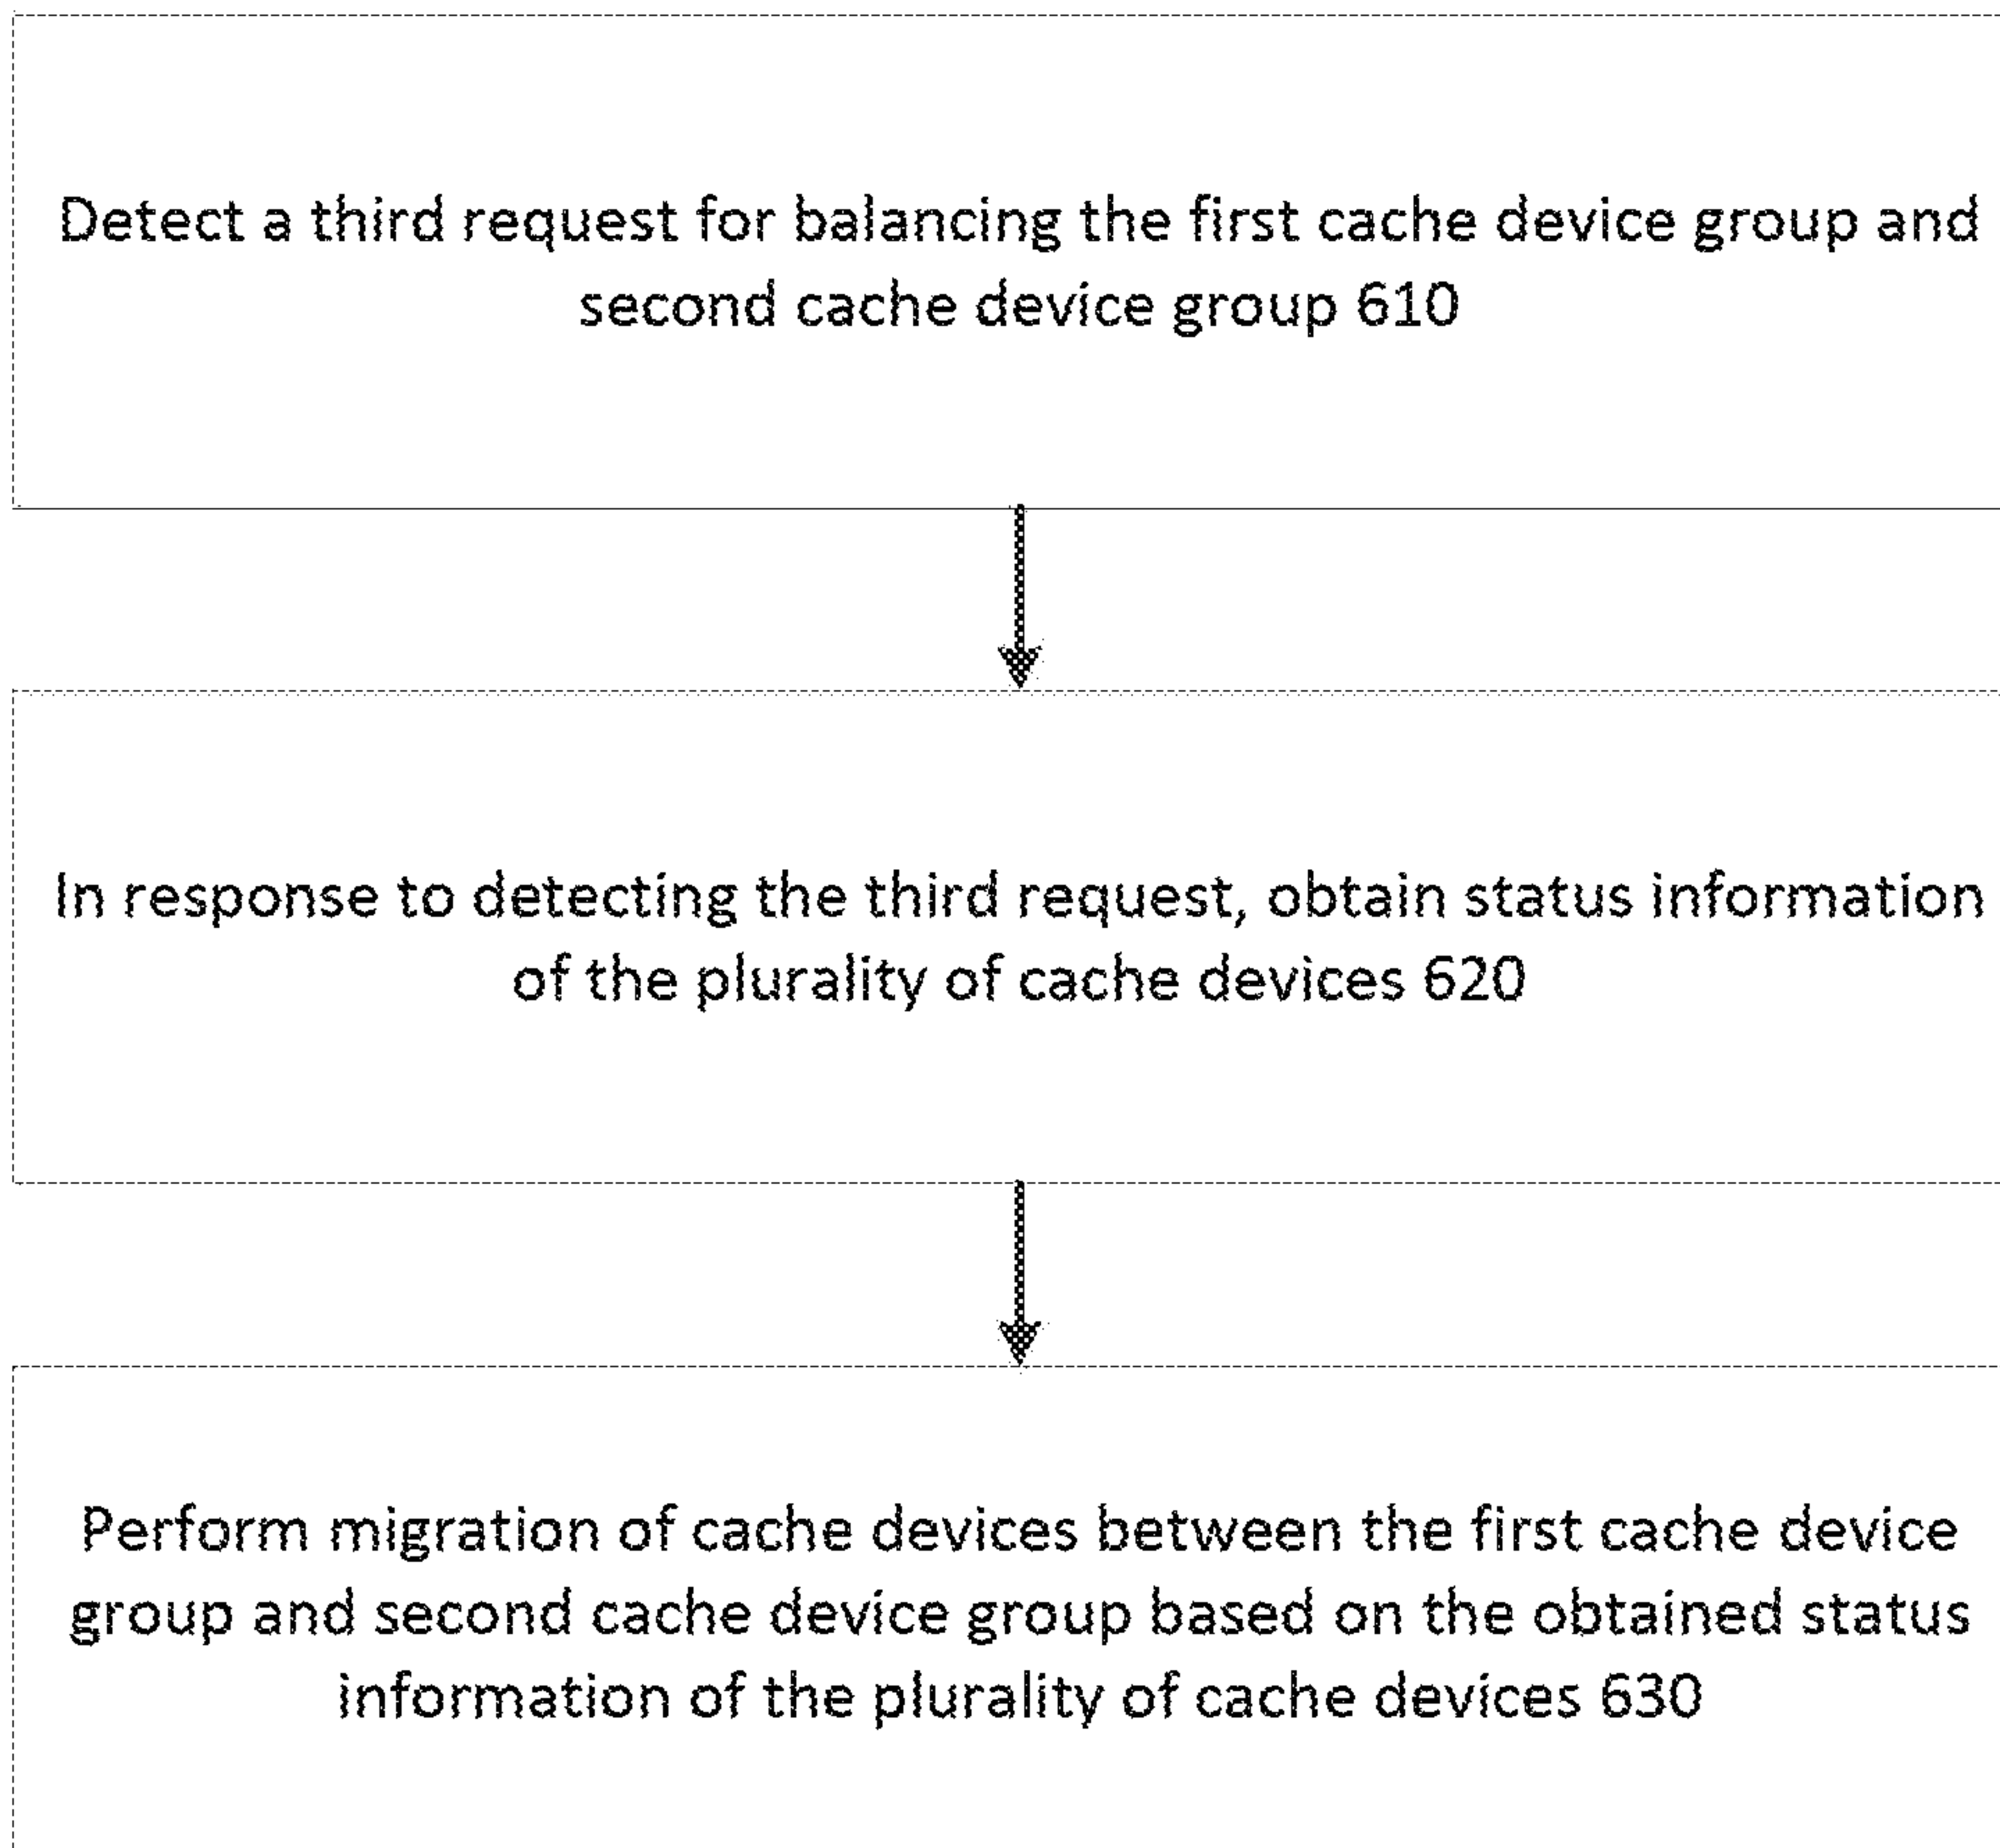 Detect a third request for balancing the first cache device group and
second cache device group 610
In response to detecting the third request, obtain status information
of the plurality of cache devices 620
Perform migration of cache devices between the first cache device
group and second cache device group based on the obtained status
information of the plurality of cache devices 630